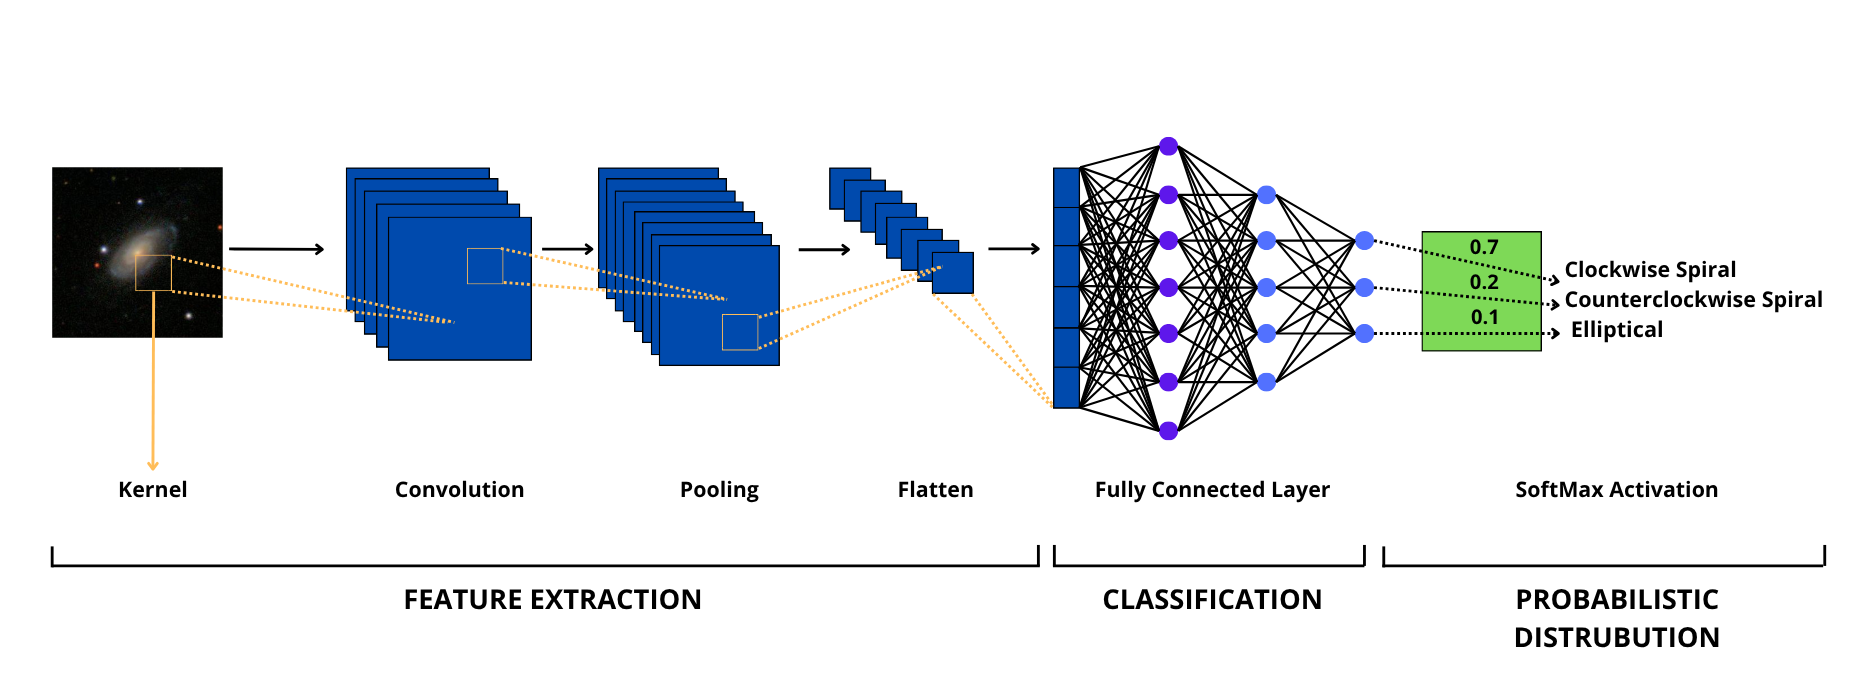 0.7
0.2
0.1
Clockwise Spiral
Counterclockwise Spiral
Elliptical
Kernel
Convolution
Pooling
Flatten
Fully Connected Layer
SoftMax Activation
FEATURE EXTRACTION
CLASSIFICATION
PROBABILISTIC
DISTRUBUTION